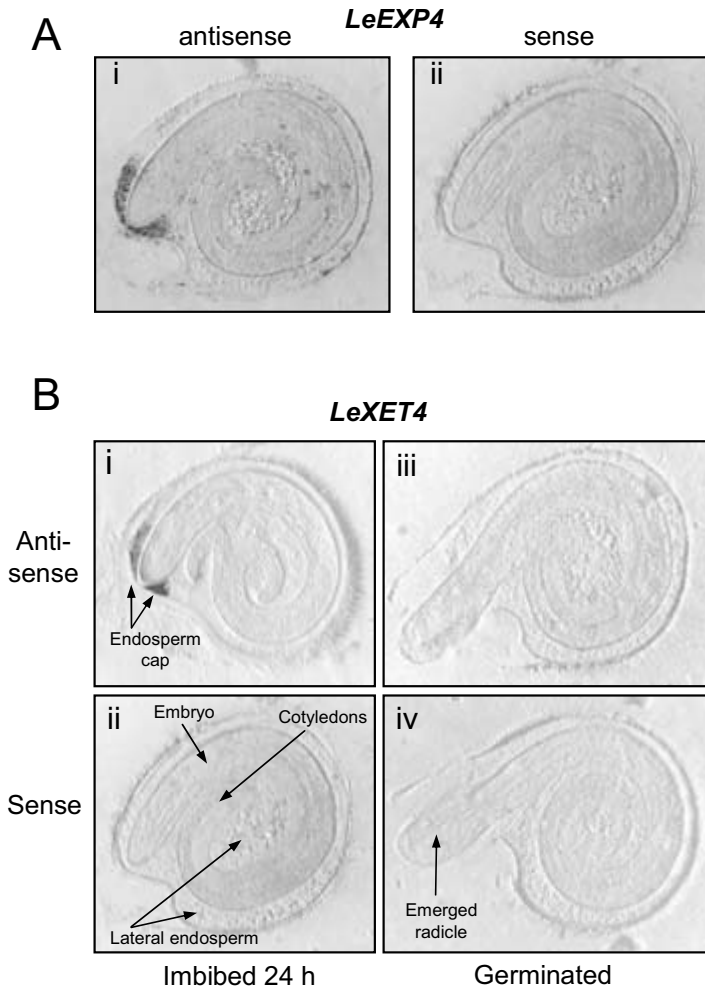 A
LeEXP4
antisense
sense
i
ii
B
LeXET4
Anti-
sense
i
Endosperm
cap
iii
Sense
ii
Embryo
Cotyledons
Lateral endosperm
iv
Emerged
radicle
Imbibed 24 h
Germinated